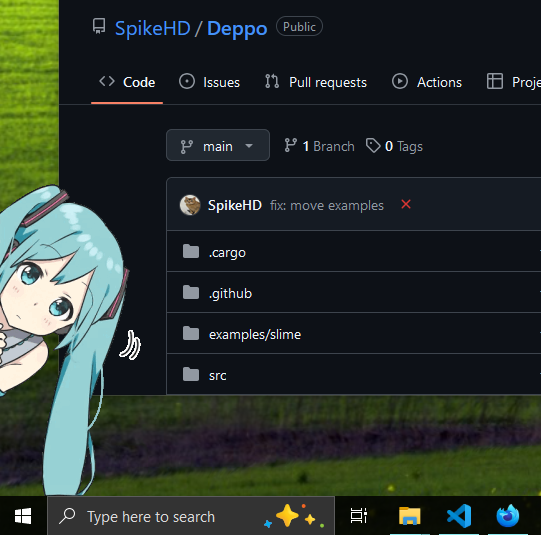 SpikeHD / Deppo Public
Code Issues Pull requests Actions Proje
main 1 Branch 0 Tags
SpikeHD fix: move examples
.cargo
.github
examples/slime
src
Type here to search